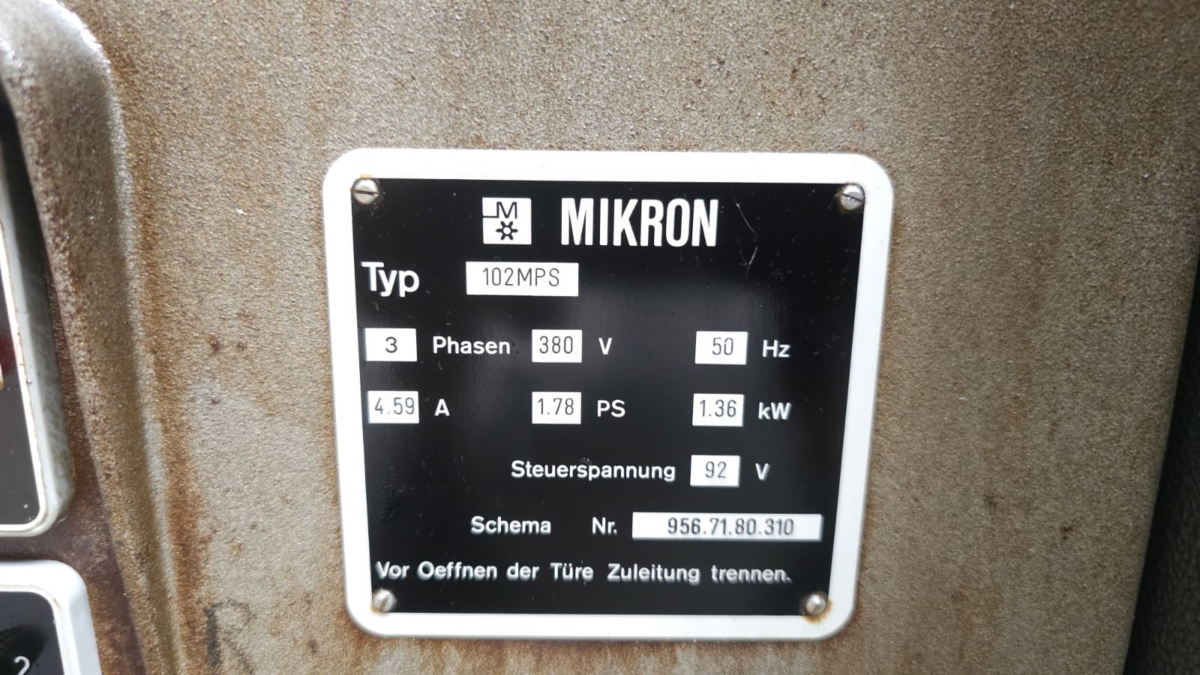 M MIKRON
Typ 102MPS
3 Phasen 380 V 50 Hz
4.59 A 1.78 PS 1.36 kW
Steuerspannung 92 V
Schema Nr. 956.71.80.310
Vor Oeffnen der Türe Zuleitung trennen.
2